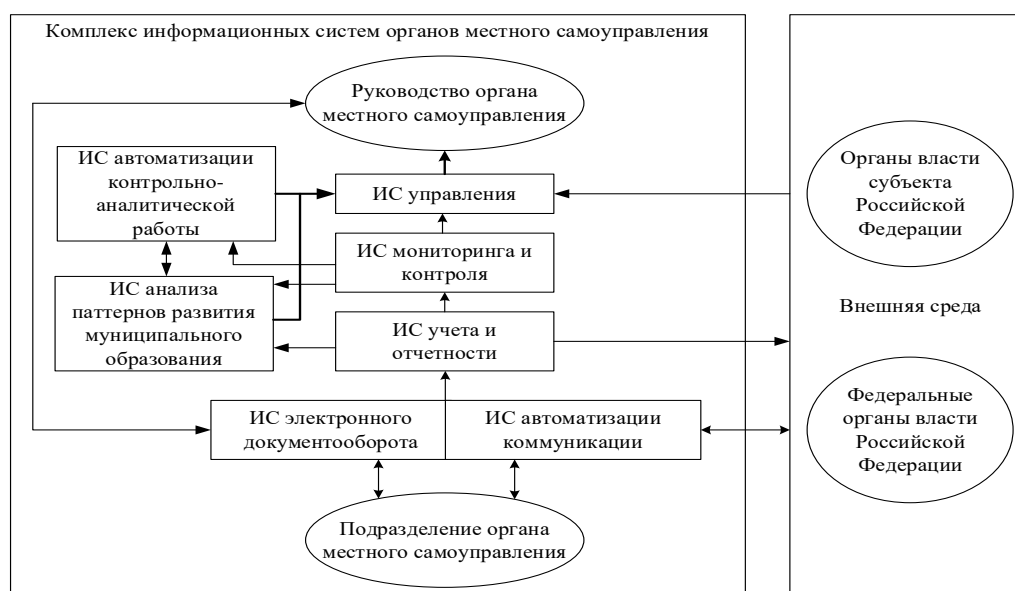 Комплекс информационных систем органов местного самоуправления
Руководство органа
местного самоуправления
ИС автоматизации
контрольно-
аналитической
работы
ИС управления
ИС мониторинга и
контроля
ИС анализа
паттернов развития
муниципального
образования
ИС учета и
отчетности
ИС электронного
документооборота
ИС автоматизации
коммуникации
Подразделение органа
местного самоуправления
Органы власти
субъекта
Российской
Федерации
Внешняя среда
Федеральные
органы власти
Российской
Федерации